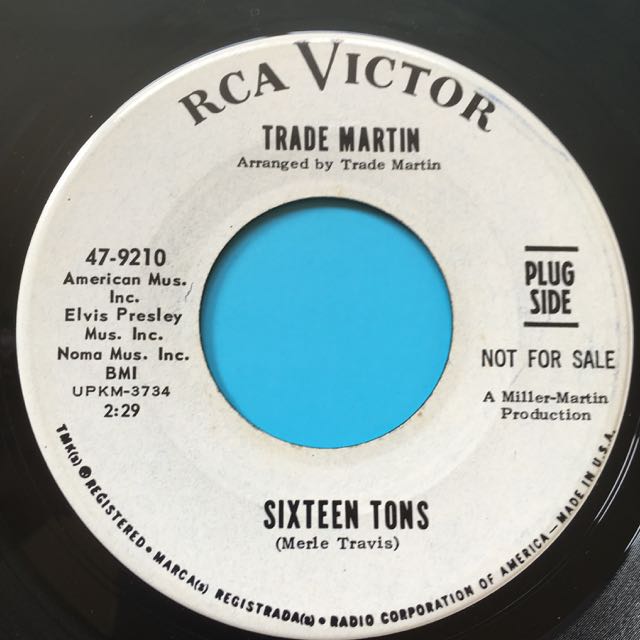 RCA VICTOR
TRADE MARTIN
Arranged by Trade Martin
47-9210
American Mus.
Inc.
Elvis Presley
Mus. Inc.
Noma Mus. Inc.
BMI
UPKM-3734
2:29
PLUG
SIDE
NOT FOR SALE
A Miller-Martin
Production
SIXTEEN TONS
(Merle Travis)
TMK(s) ® REGISTERED • MARCA(s) REGISTRADA(s) • RADIO CORPORATION OF AMERICA — MADE IN U.S.A.